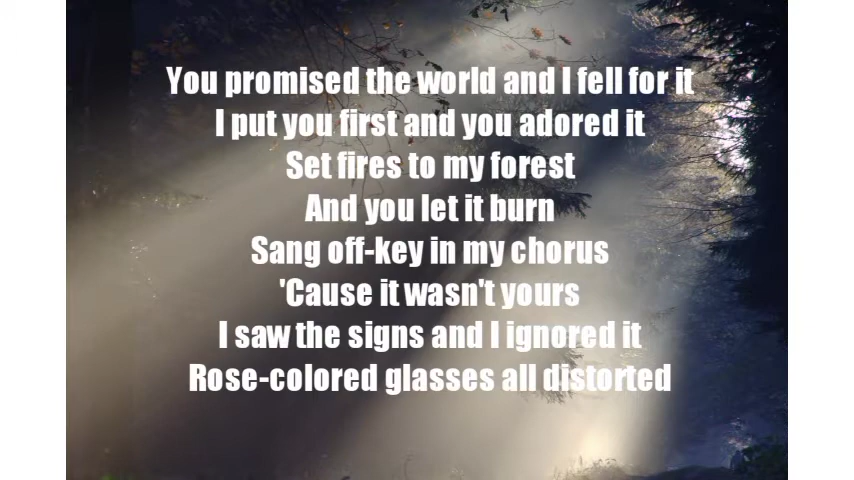 You promised the world and I fell for it
I put you first and you adored it
Set fires to my forest
And you let it burn
Sang off-key in my chorus
'Cause it wasn't yours
I saw the signs and I ignored it
Rose-colored glasses all distorted